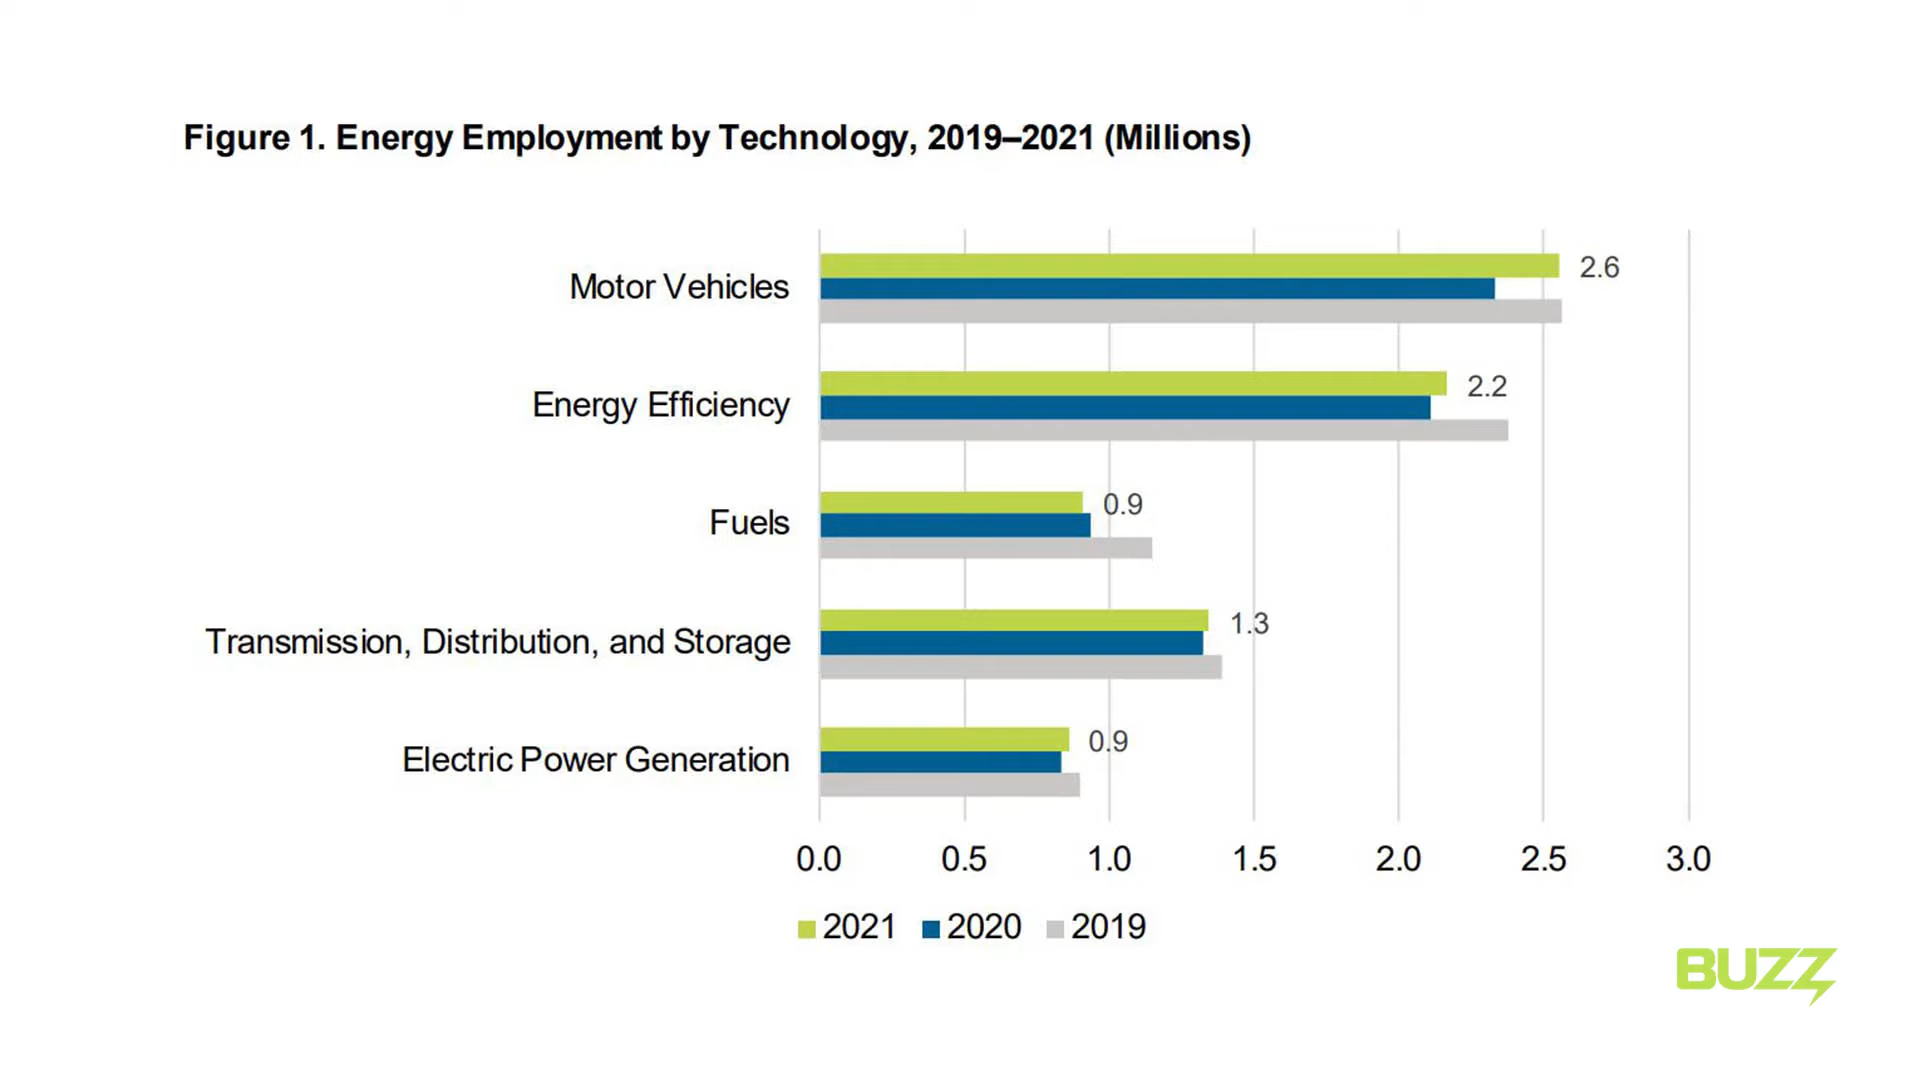 Figure 1. Energy Employment by Technology, 2019–2021 (Millions)
Motor Vehicles
2.6
Energy Efficiency
2.2
Fuels
0.9
Transmission, Distribution, and Storage
1.3
Electric Power Generation
0.9
0.0 0.5 1.0 1.5 2.0 2.5 3.0
2021 2020 2019
BUZZ